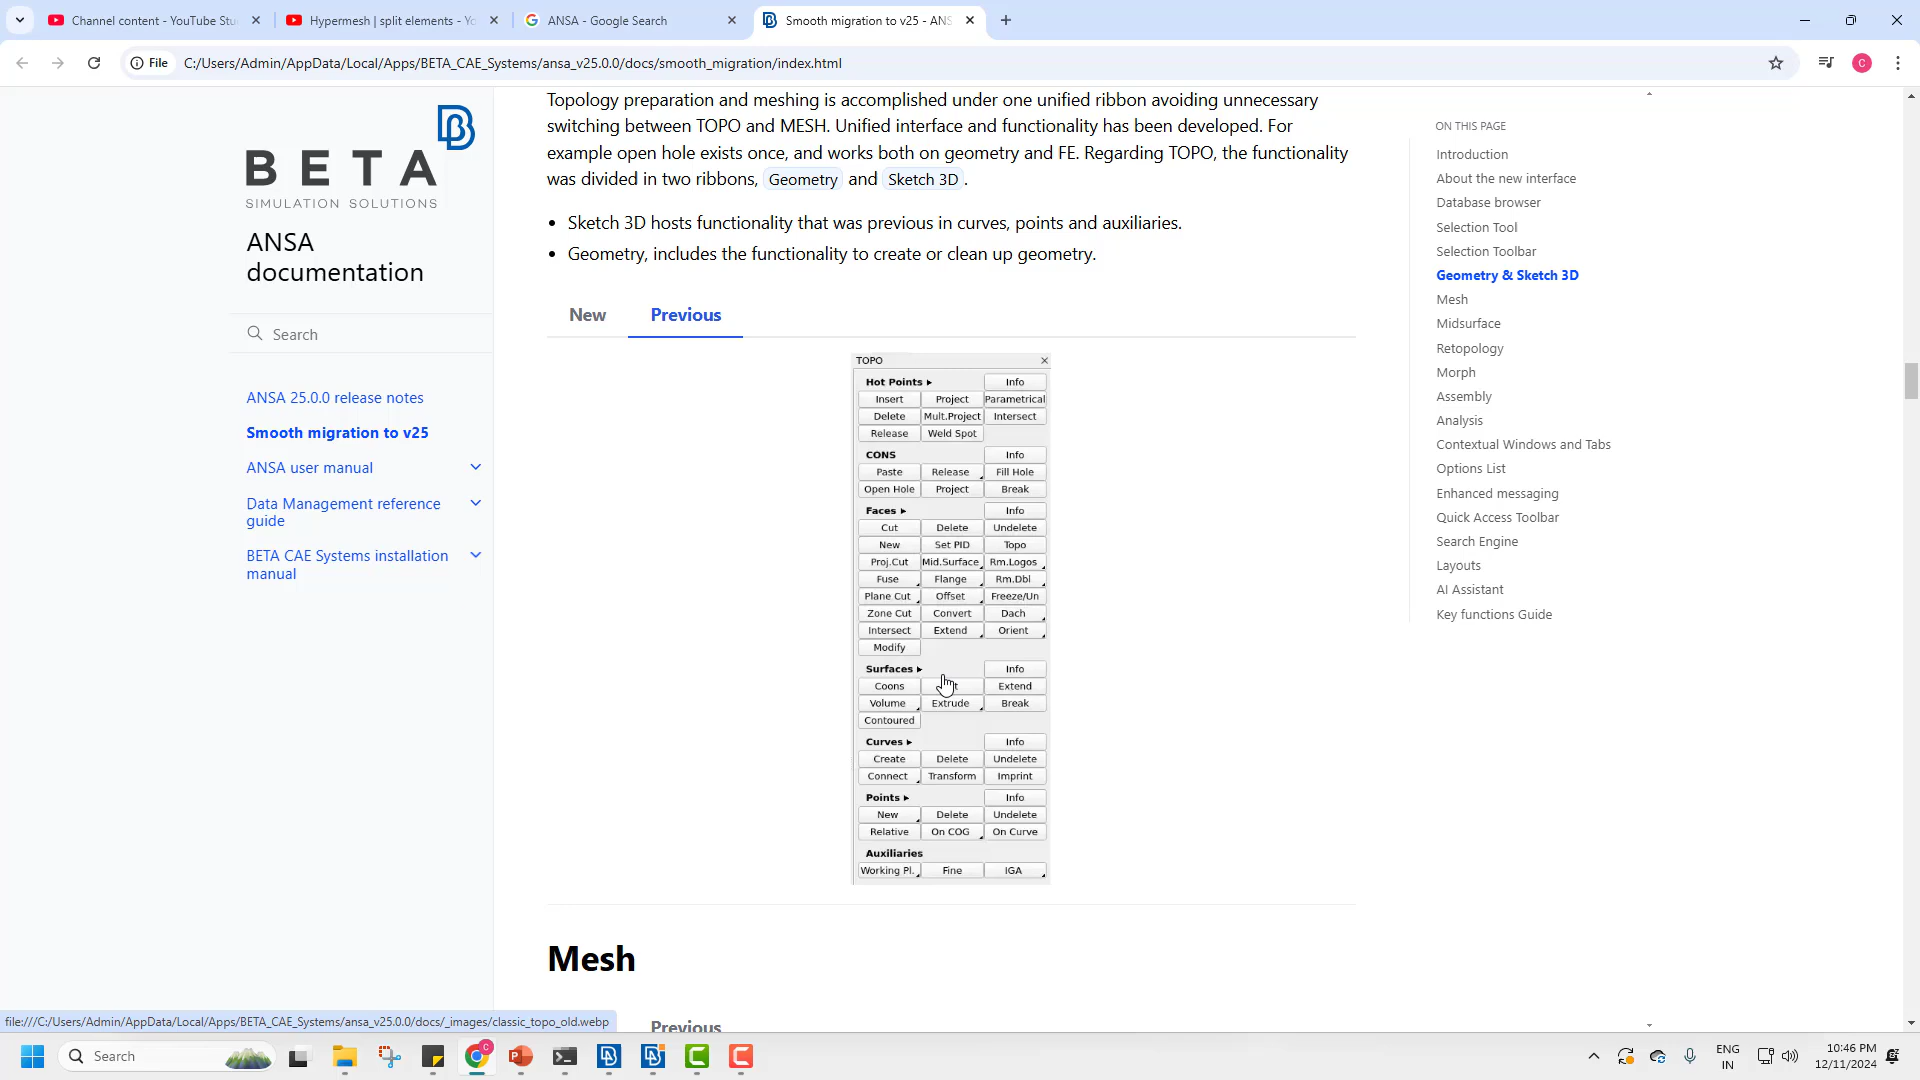 Channel content - YouTube Stu
Hypermesh | split elements - Yo
ANSA - Google Search
Smooth migration to v25 - ANS
File
C:/Users/Admin/AppData/Local/Apps/BETA_CAE_Systems/ansa_v25.0.0/docs/smooth_migration/index.html
C
BETA
SIMULATION SOLUTIONS
ANSA
documentation
Search
ANSA 25.0.0 release notes
Smooth migration to v25
ANSA user manual
Data Management reference
guide
BETA CAE Systems installation
manual
Topology preparation and meshing is accomplished under one unified ribbon avoiding unnecessary
switching between TOPO and MESH. Unified interface and functionality has been developed. For
example open hole exists once, and works both on geometry and FE. Regarding TOPO, the functionality
was divided in two ribbons, Geometry and Sketch 3D.
• Sketch 3D hosts functionality that was previous in curves, points and auxiliaries.
• Geometry, includes the functionality to create or clean up geometry.
New Previous
TOPO
Hot Points Info
Insert Project Parametrical
Delete Mult.Project Intersect
Release Weld Spot
CONS Info
Paste Release Fill Hole
Open Hole Project Break
Faces Info
Cut Delete Undelete
New Set PID Topo
Proj.Cut Mid.Surface Rm.Logos
Fuse Flange Rm.Dbl
Plane Cut Offset Freeze/Un
Zone Cut Convert Dach
Intersect Extend Orient
Modify
Surfaces Info
Coons Extend
Volume Extrude Break
Contoured
Curves Info
Create Delete Undelete
Connect Transform Imprint
Points Info
New Delete Undelete
Relative On COG On Curve
Auxiliaries
Working Pl. Fine IGA
Mesh
Previous
ON THIS PAGE
Introduction
About the new interface
Database browser
Selection Tool
Selection Toolbar
Geometry & Sketch 3D
Mesh
Midsurface
Retopology
Morph
Assembly
Analysis
Contextual Windows and Tabs
Options List
Enhanced messaging
Quick Access Toolbar
Search Engine
Layouts
AI Assistant
Key functions Guide
file:///C:/Users/Admin/AppData/Local/Apps/BETA_CAE_Systems/ansa_v25.0.0/docs/_images/classic_topo_old.webp
Search
C
ENG
IN
10:46 PM
12/11/2024